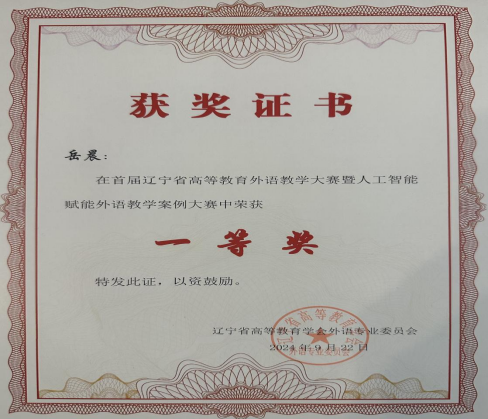 获奖证书
岳晨：
在首届辽宁省高等教育外语教学大赛暨人工智能
赋能外语教学案例大赛中荣获
一等奖
特发此证，以资鼓励。
辽宁省高等教育学会外语专业委员会
2024年9月22日